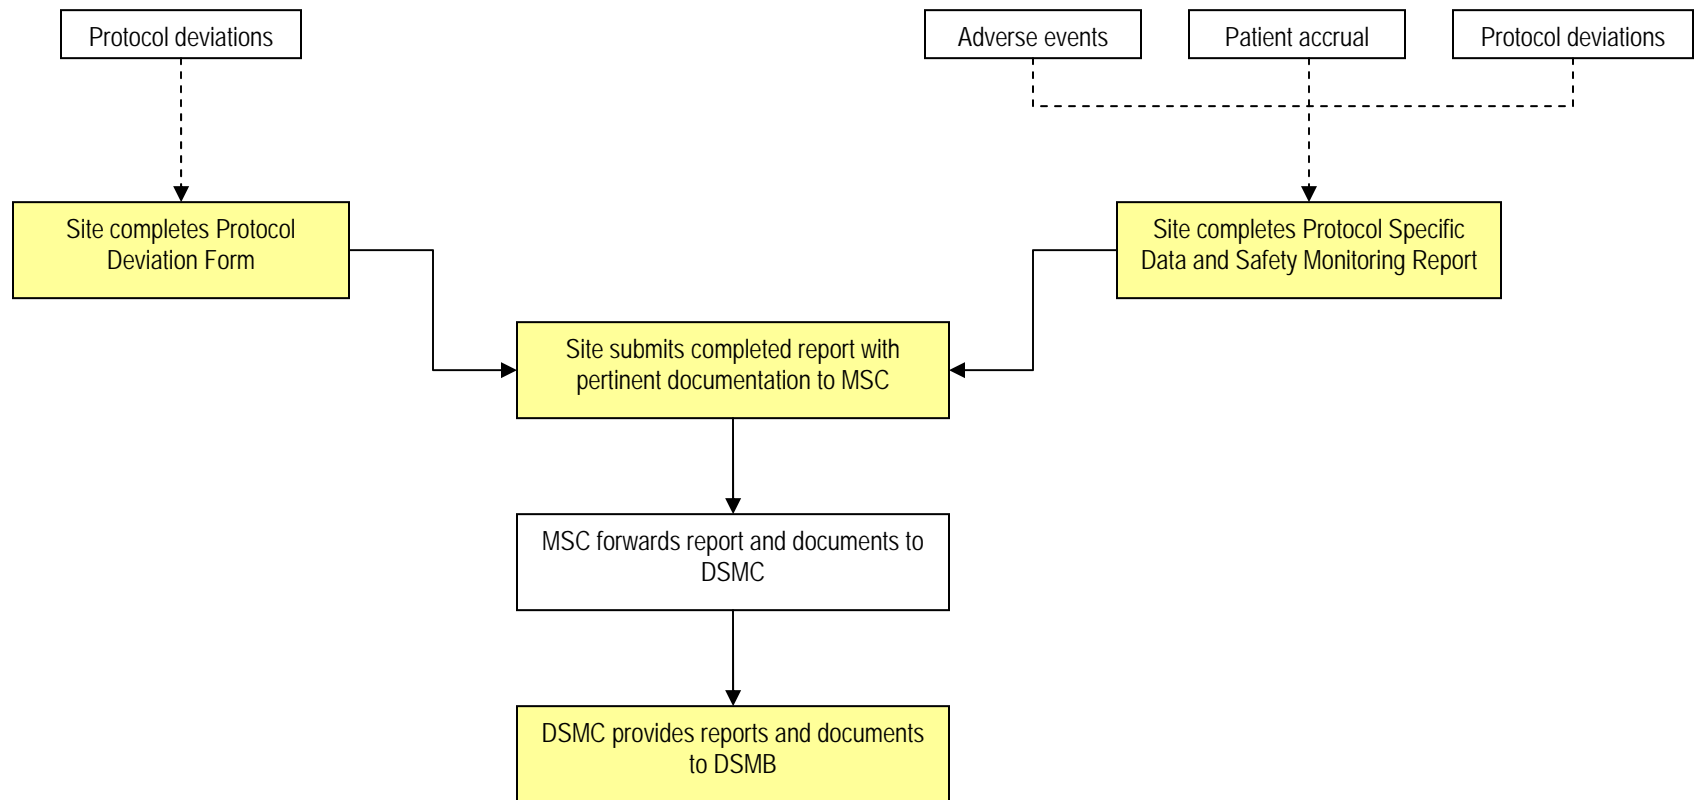 Protocol deviations
Adverse events
Patient accrual
Protocol deviations
Site completes Protocol
Deviation Form
Site completes Protocol Specific
Data and Safety Monitoring Report
Site submits completed report with
pertinent documentation to MSC
MSC forwards report and documents to
DSMC
DSMC provides reports and documents
to DSMB